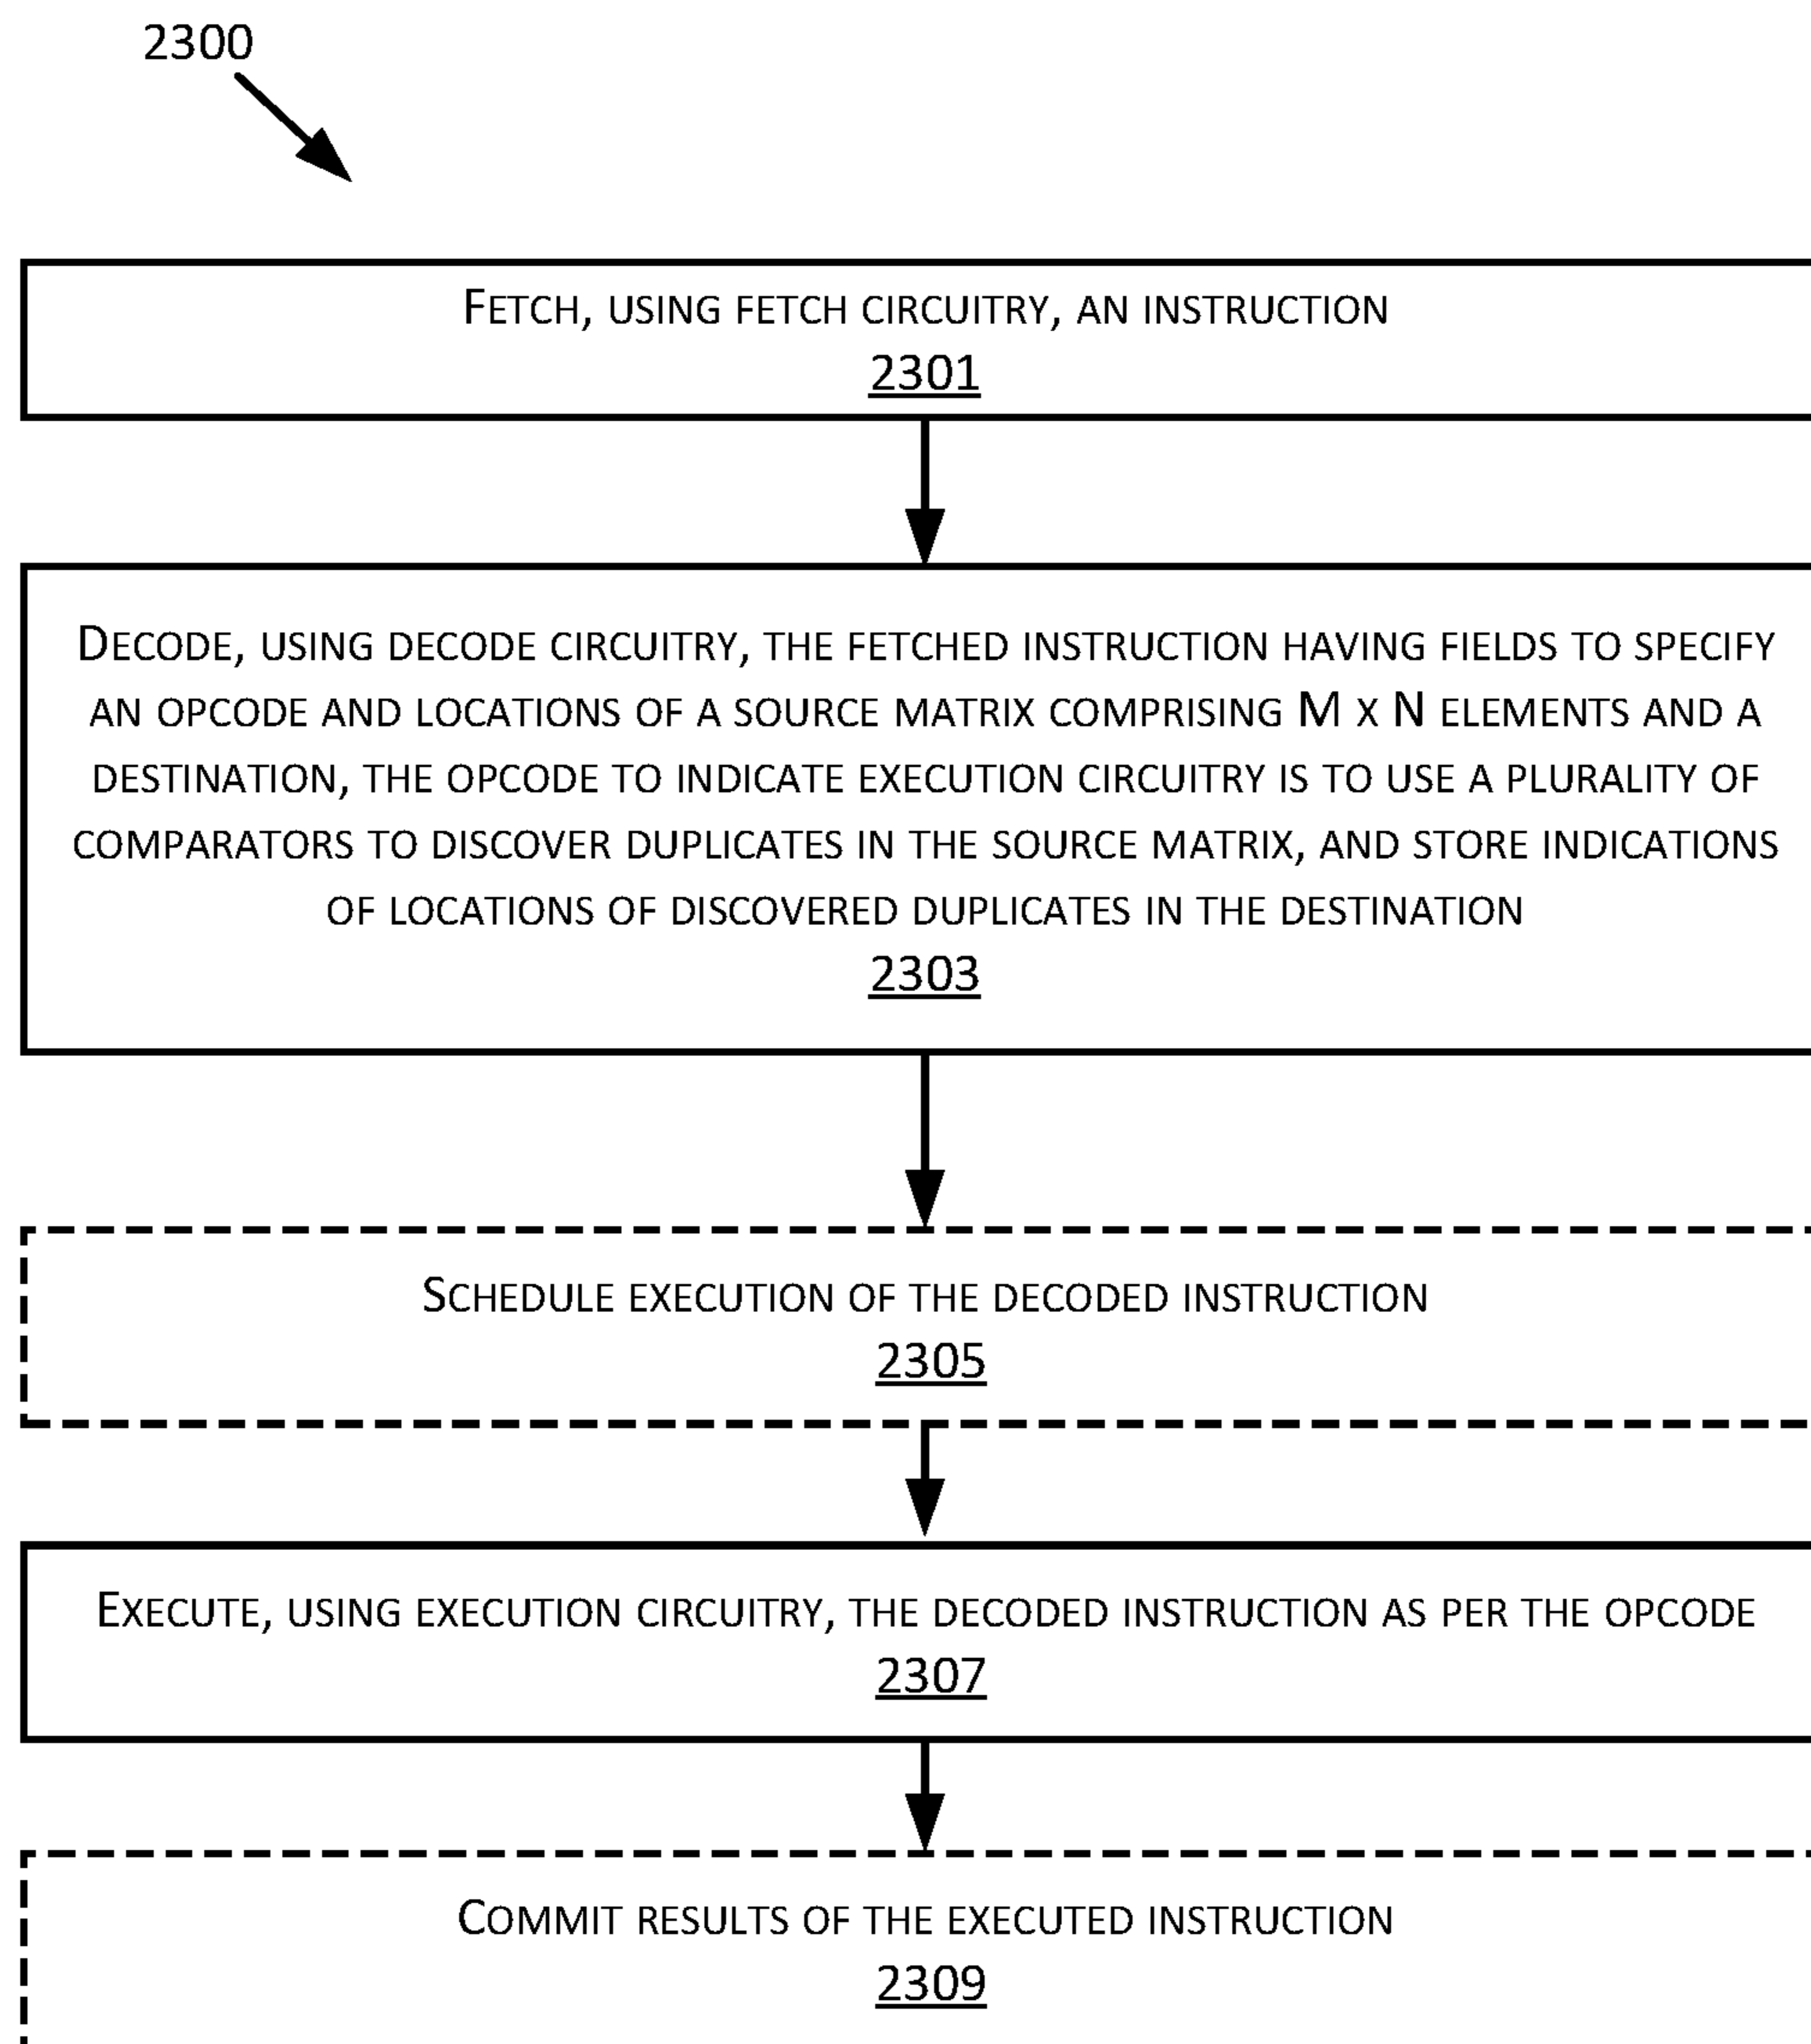 2300
FETCH, USING FETCH CIRCUITRY, AN INSTRUCTION
2301
DECODE, USING DECODE CIRCUITRY, THE FETCHED INSTRUCTION HAVING FIELDS TO SPECIFY
AN OPCODE AND LOCATIONS OF A SOURCE MATRIX COMPRISING M X N ELEMENTS AND A
DESTINATION, THE OPCODE TO INDICATE EXECUTION CIRCUITRY IS TO USE A PLURALITY OF
COMPARATORS TO DISCOVER DUPLICATES IN THE SOURCE MATRIX, AND STORE INDICATIONS
OF LOCATIONS OF DISCOVERED DUPLICATES IN THE DESTINATION
2303
SCHEDULE EXECUTION OF THE DECODED INSTRUCTION
2305
EXECUTE, USING EXECUTION CIRCUITRY, THE DECODED INSTRUCTION AS PER THE OPCODE
2307
COMMIT RESULTS OF THE EXECUTED INSTRUCTION
2309